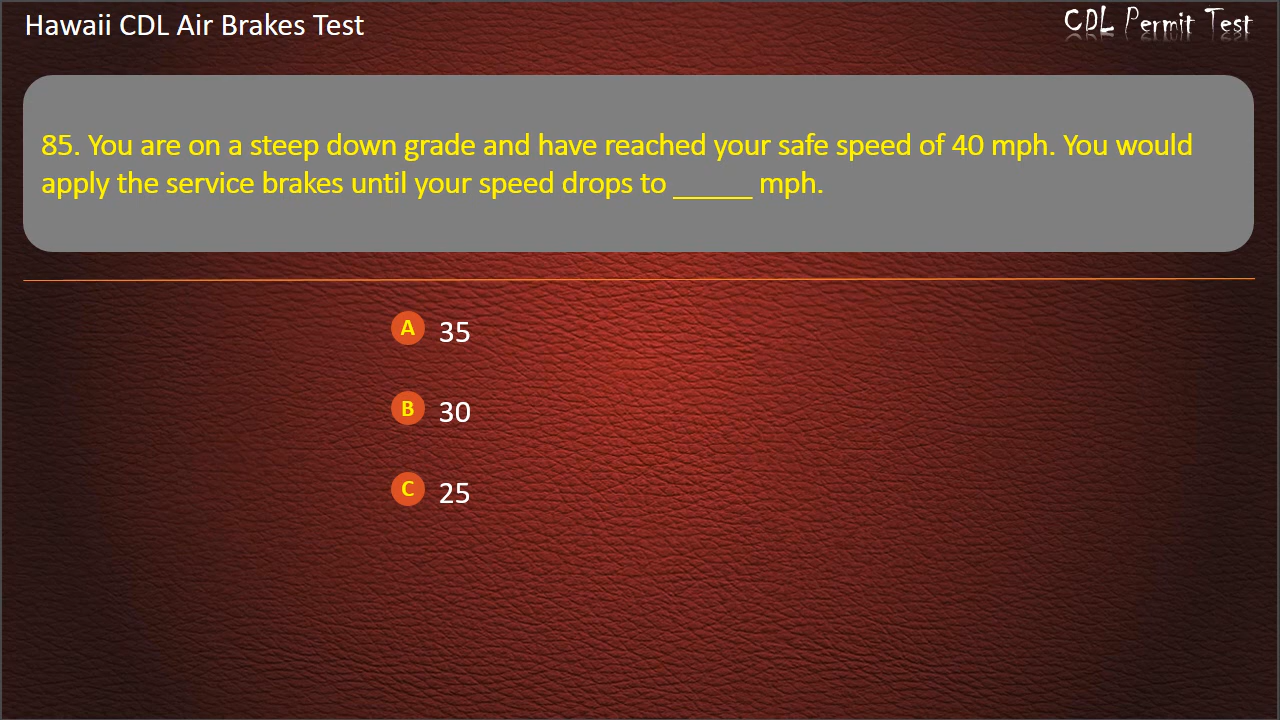 Hawaii CDL Air Brakes Test
CDL Permit Test
85. You are on a steep down grade and have reached your safe speed of 40 mph. You would
apply the service brakes until your speed drops to ______ mph.
A 35
B 30
C 25